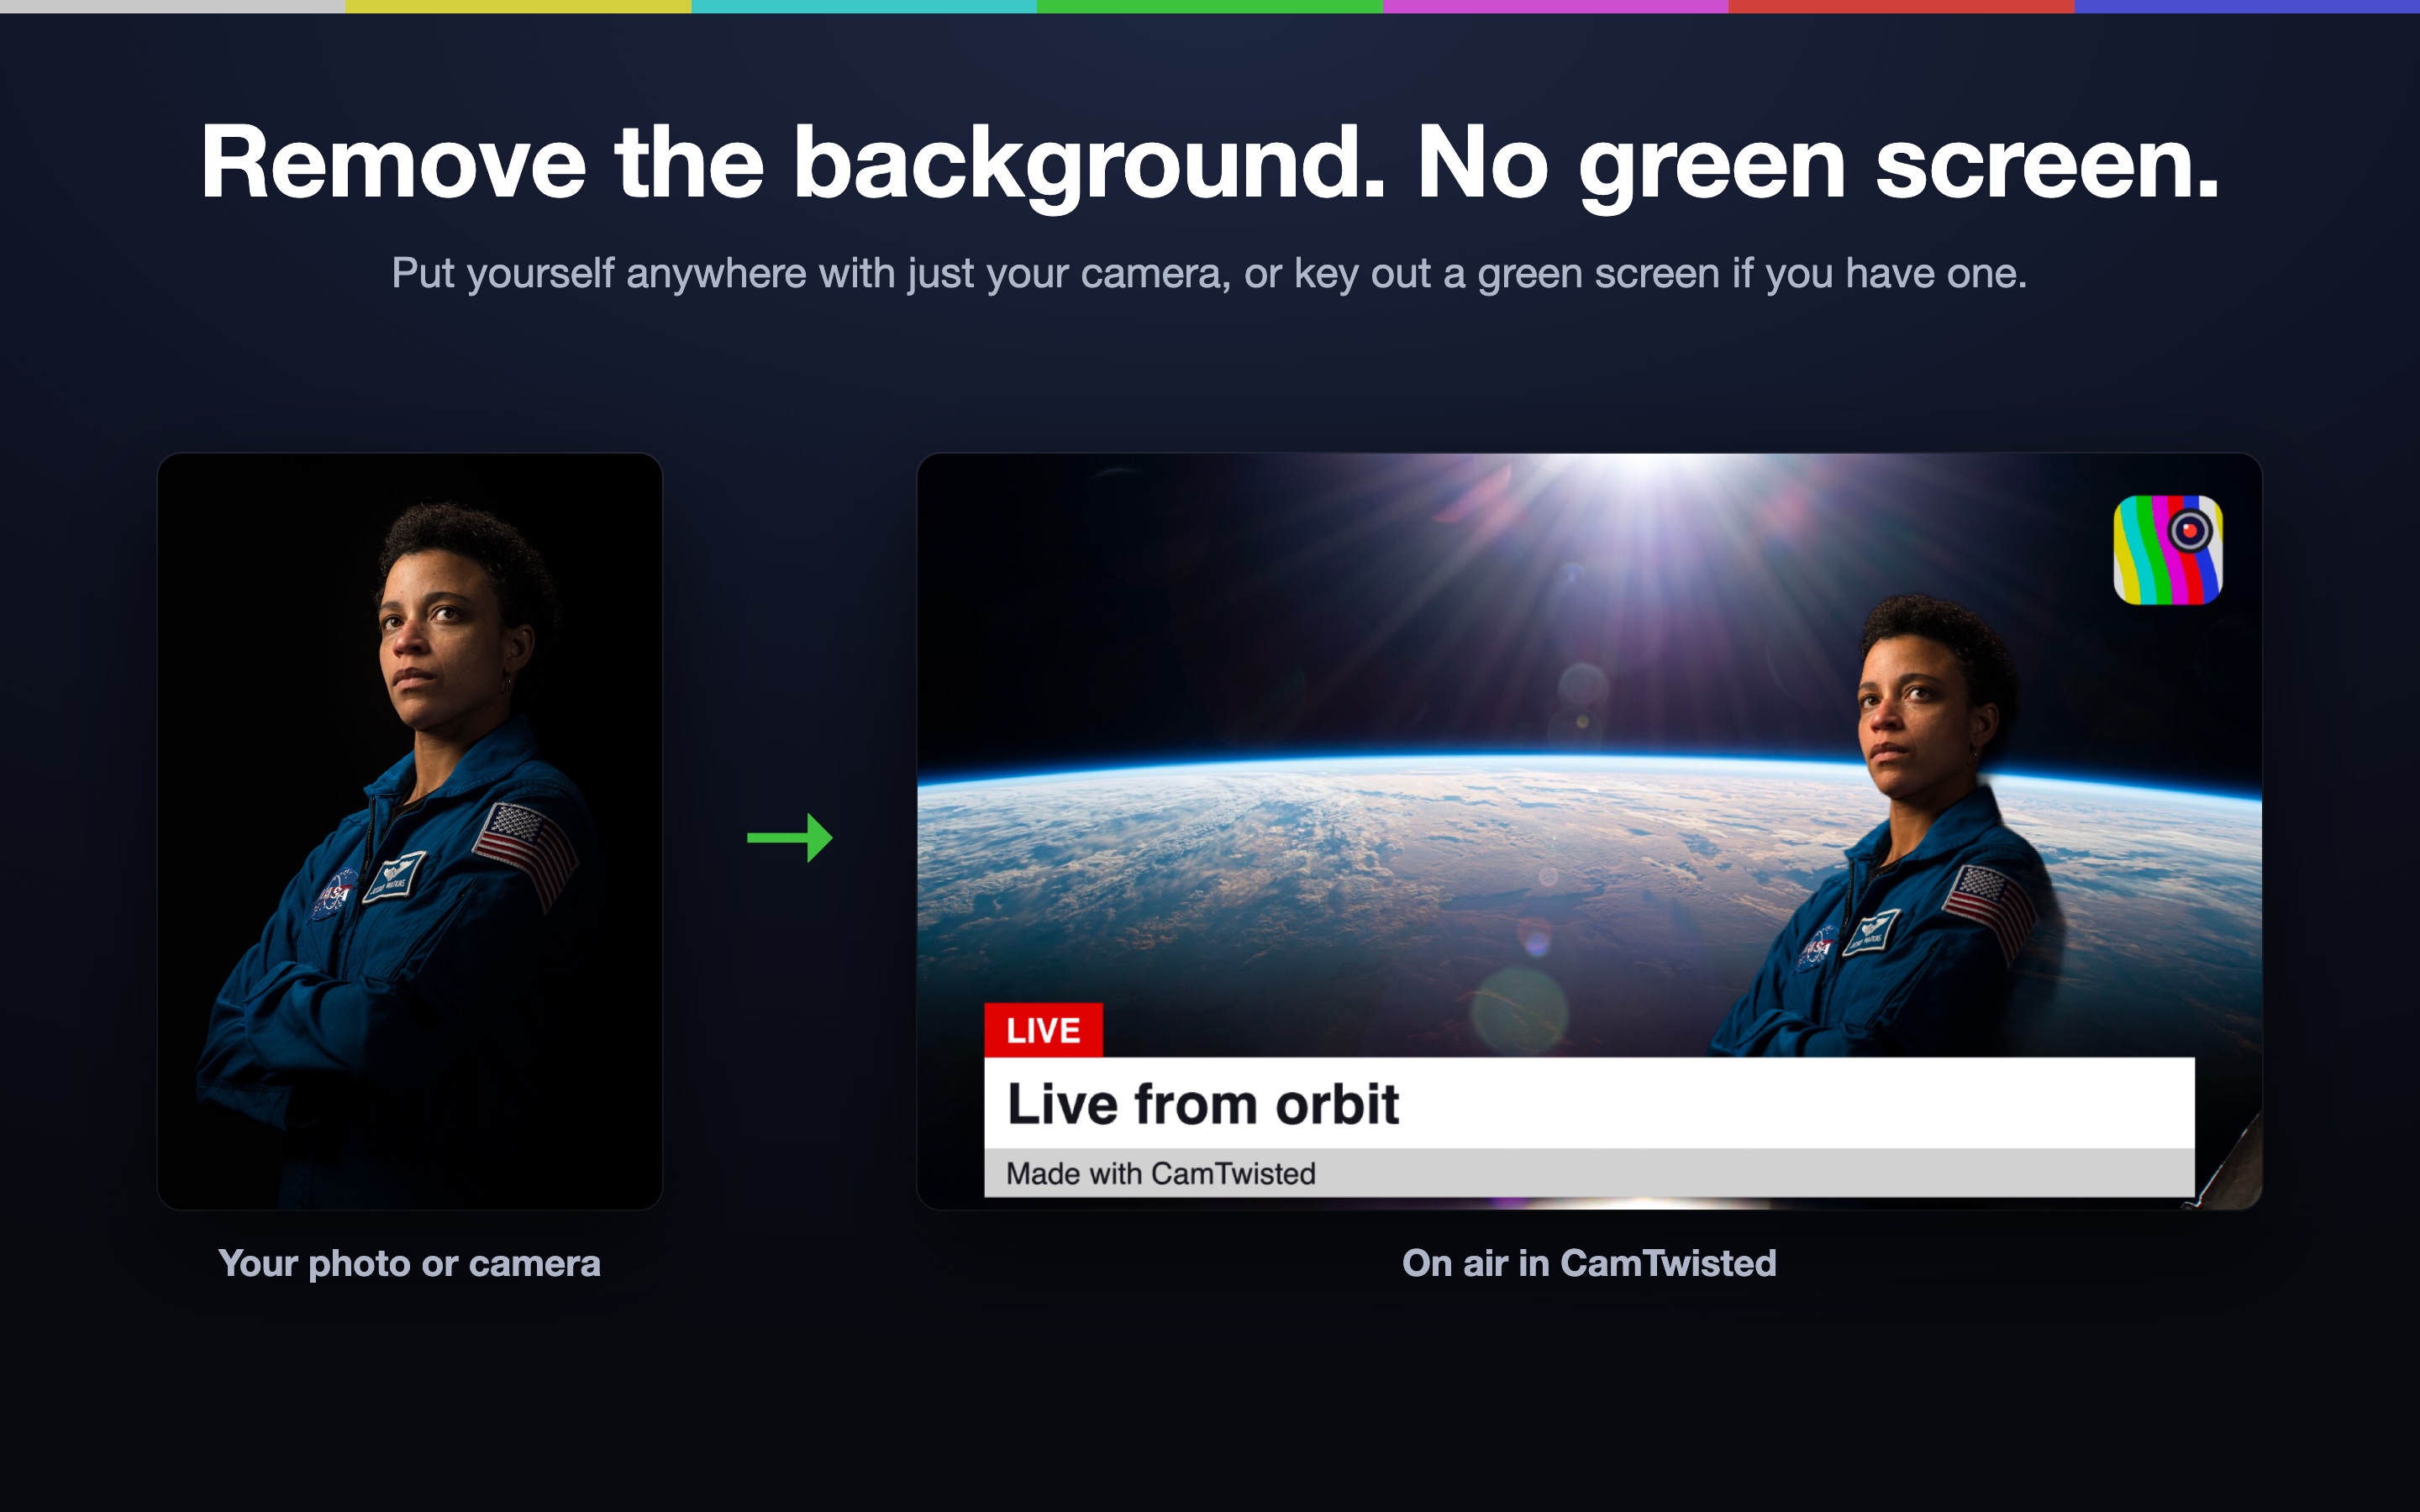 Remove the background. No green screen.
Put yourself anywhere with just your camera, or key out a green screen if you have one.
LIVE
Live from orbit
Made with CamTwisted
Your photo or camera
On air in CamTwisted